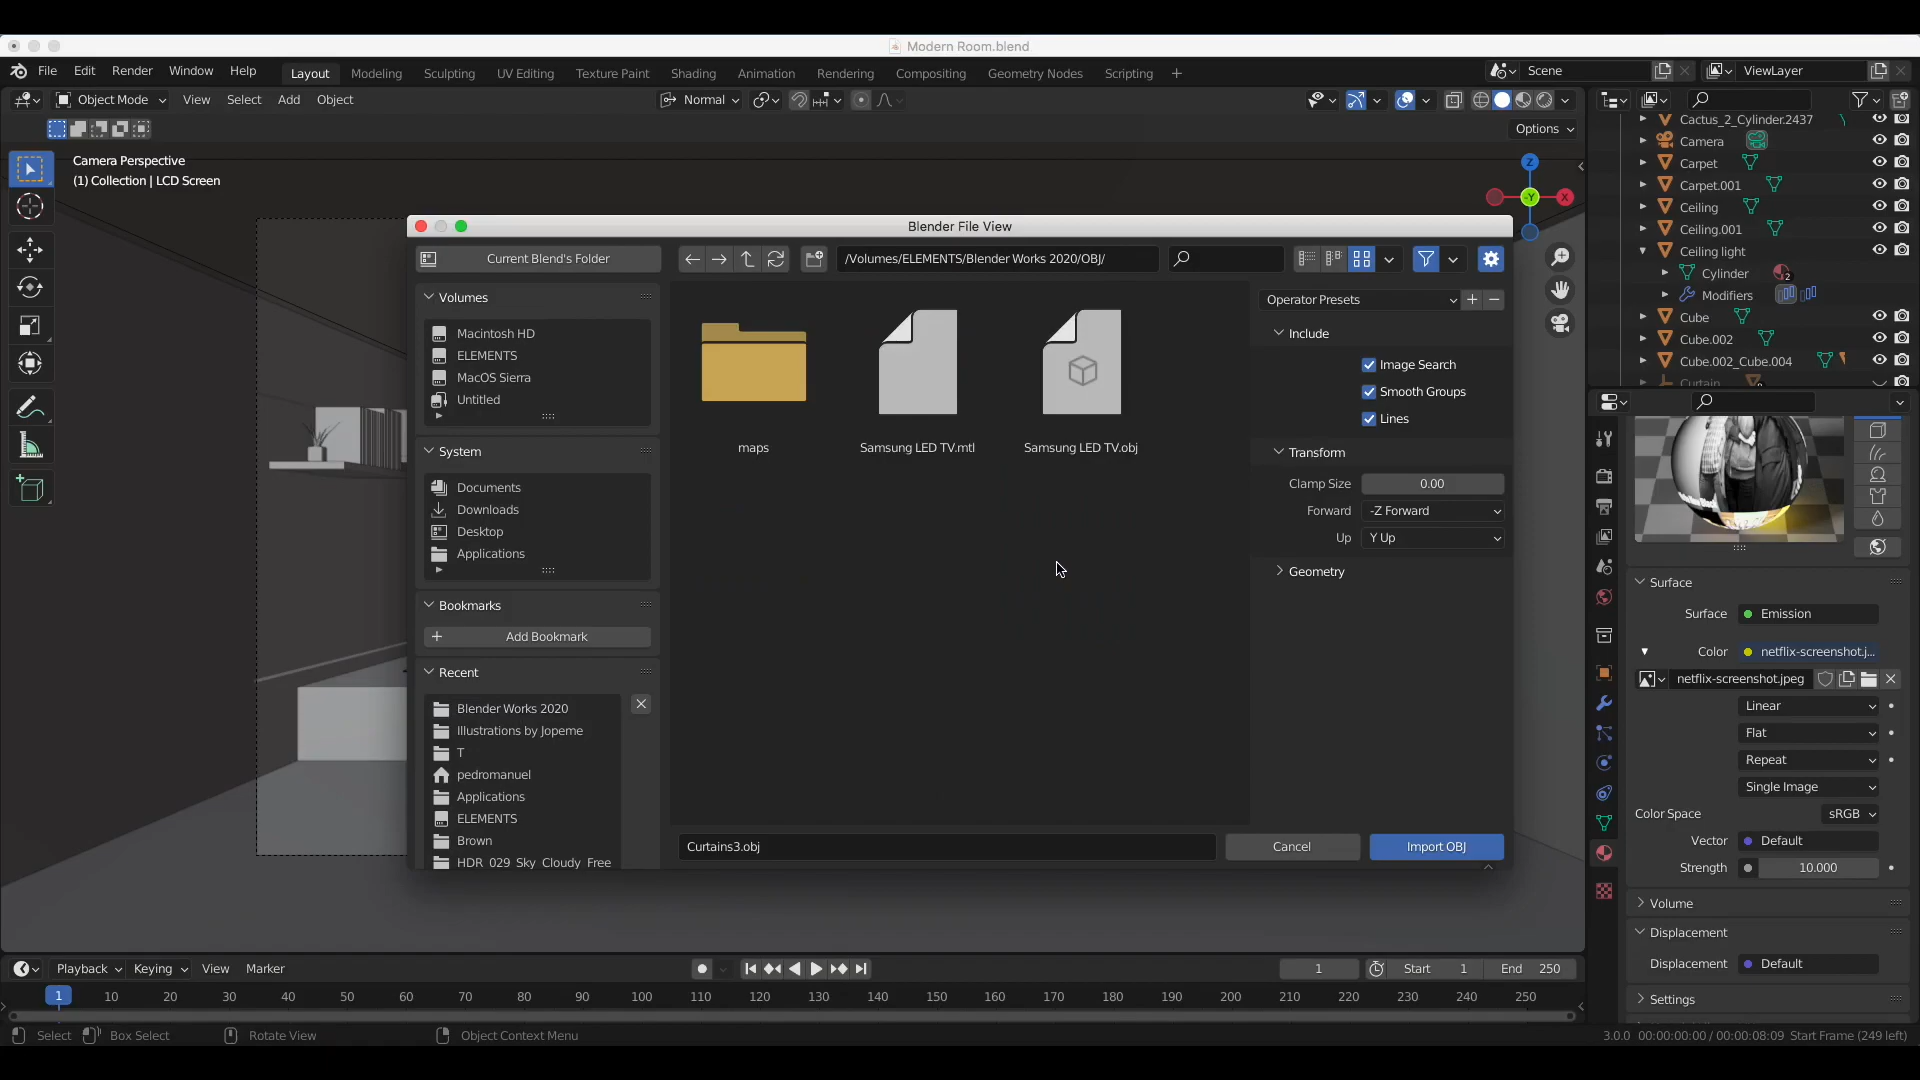 Modern Room.blend
File Edit Render Window Help Layout Modeling Sculpting UV Editing Texture Paint Shading Animation Rendering Compositing Geometry Nodes Scripting + Scene ViewLayer
Object Mode View Select Add Object Normal
Options
Camera Perspective
(1) Collection | LCD Screen
Z
-Y
X
Cactus_2_Cylinder.2437
Camera
Carpet
Carpet.001
Ceiling
Ceiling.001
Ceiling light
Cylinder 2
Modifiers
Cube
Cube.002
Cube.002_Cube.004
Curtain
Blender File View
Current Blend's Folder
/Volumes/ELEMENTS/Blender Works 2020/OBJ/
Volumes
Macintosh HD
ELEMENTS
MacOS Sierra
Untitled
System
Documents
Downloads
Desktop
Applications
Bookmarks
+ Add Bookmark
Recent
Blender Works 2020
Illustrations by Jopeme
T
pedromanuel
Applications
ELEMENTS
Brown
HDR_029_Sky_Cloudy_Free
maps
Samsung LED TV.mtl
Samsung LED TV.obj
Operator Presets
Include
Image Search
Smooth Groups
Lines
Transform
Clamp Size 0.00
Forward -Z Forward
Up Y Up
Geometry
Curtains3.obj
Cancel
Import OBJ
Surface
Surface Emission
Color netflix-screenshot.j...
netflix-screenshot.jpeg
Linear
Flat
Repeat
Single Image
Color Space sRGB
Vector Default
Strength 10.000
Volume
Displacement
Displacement Default
Settings
Playback Keying View Marker 1 Start 1 End 250
1 10 20 30 40 50 60 70 80 90 100 110 120 130 140 150 160 170 180 190 200 210 220 230 240 250
Select Box Select Rotate View Object Context Menu 3.0.0 00:00:00:00 / 00:00:08:09 Start Frame (249 left)